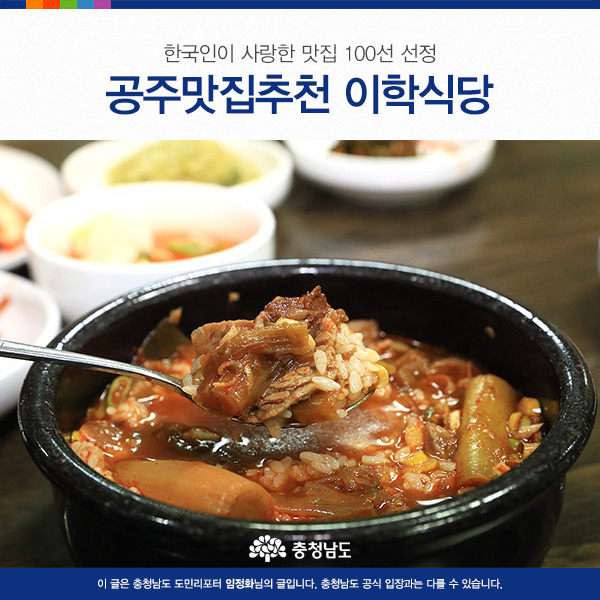 한국인이 사랑한 맛집 100선 선정
공주맛집추천 이학식당
충청남도
이 글은 충청남도 도민리포터 임정화님의 글입니다. 충청남도 공식 입장과는 다를 수 있습니다.